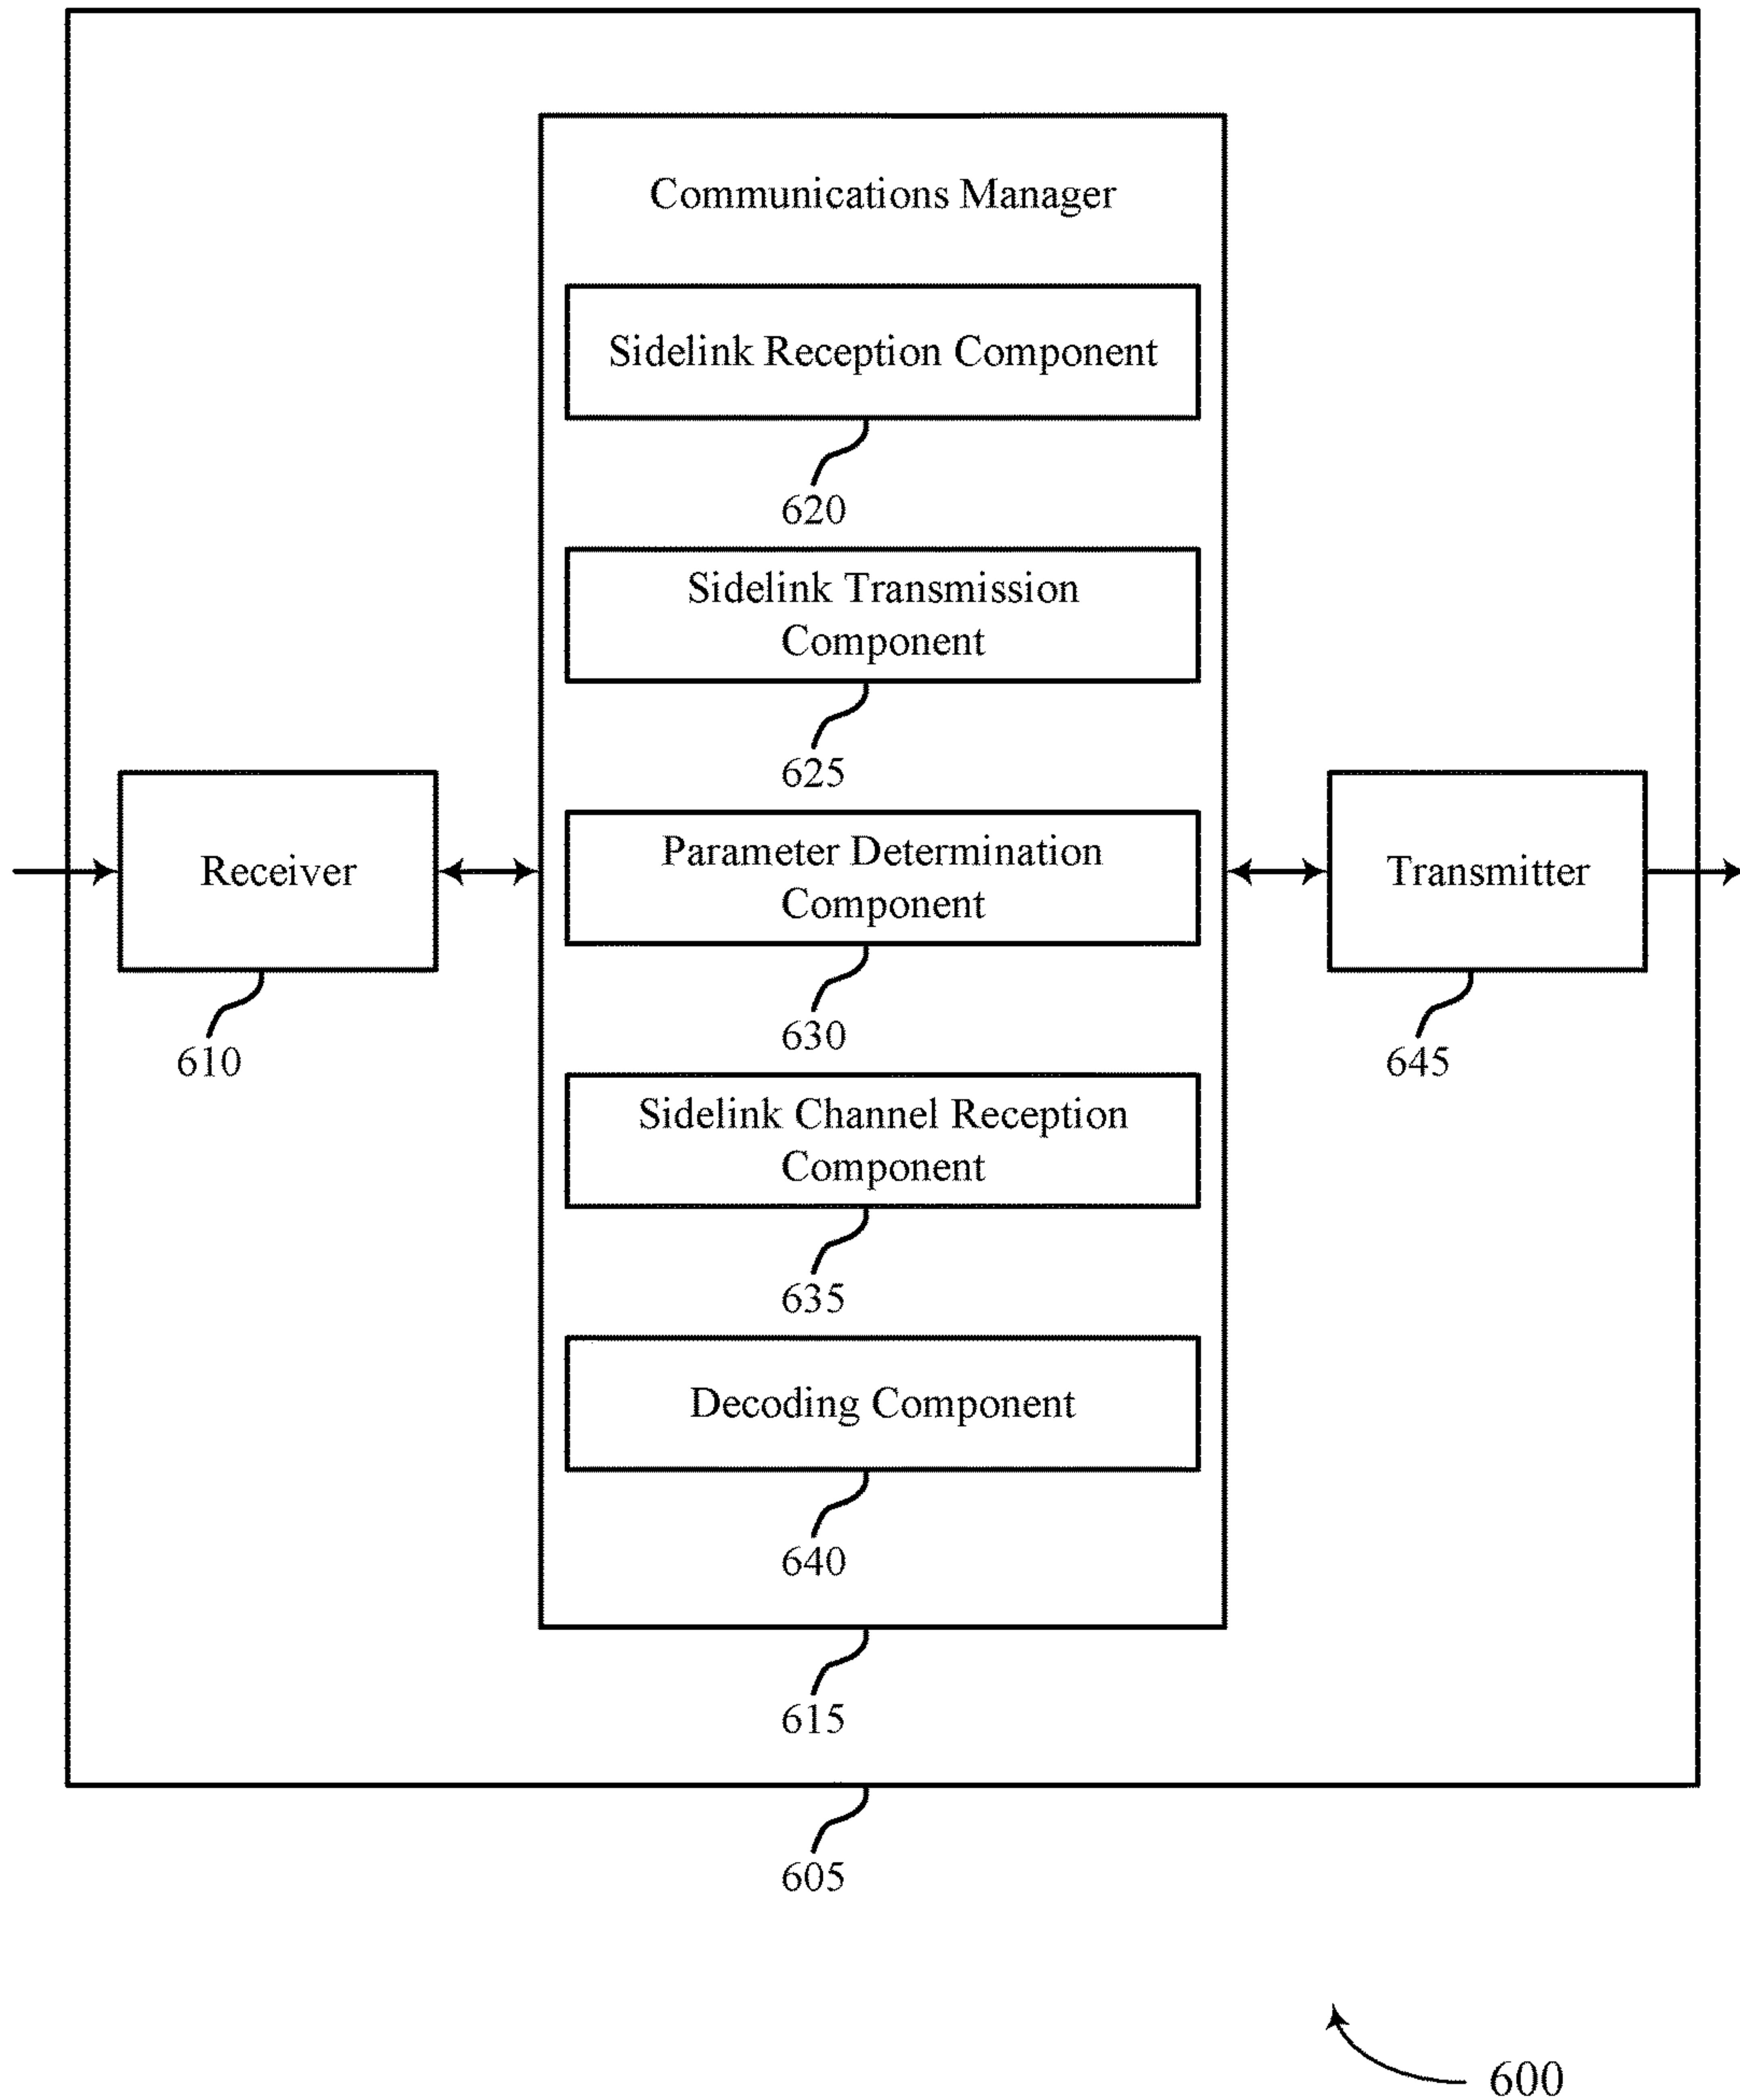 Communications Manager
Sidelink Reception Component
620
Sidelink Transmission
Component
625
Receiver
610
Parameter Determination
Component
630
Transmitter
645
Sidelink Channel Reception
Component
635
Decoding Component
640
615
605
600